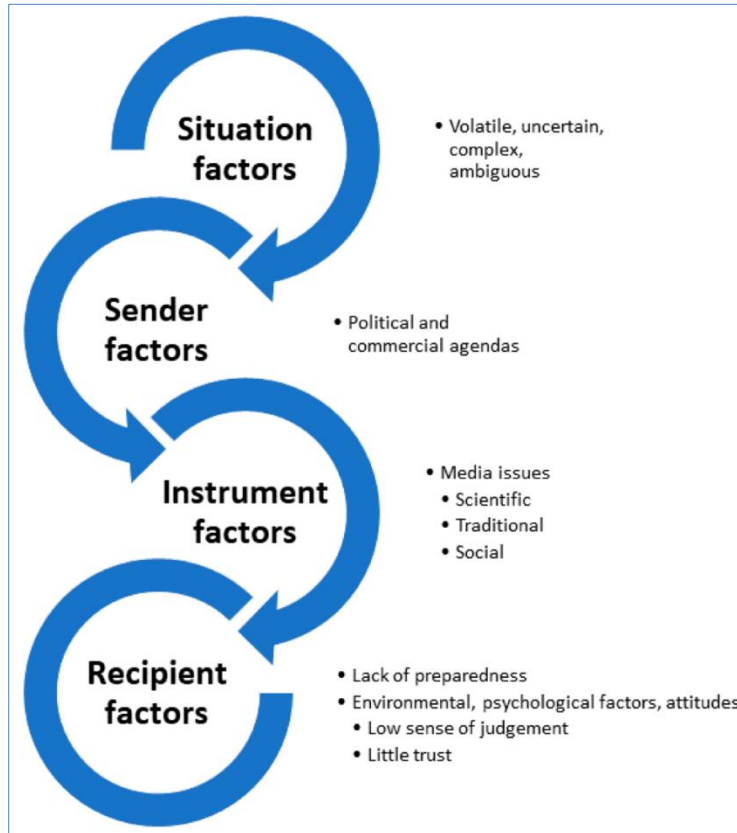 Situation
factors
• Volatile, uncertain,
complex,
ambiguous
Sender
factors
• Political and
commercial agendas
Instrument
factors
• Media issues
• Scientific
• Traditional
• Social
Recipient
factors
• Lack of preparedness
• Environmental, psychological factors, attitudes
• Low sense of judgement
• Little trust